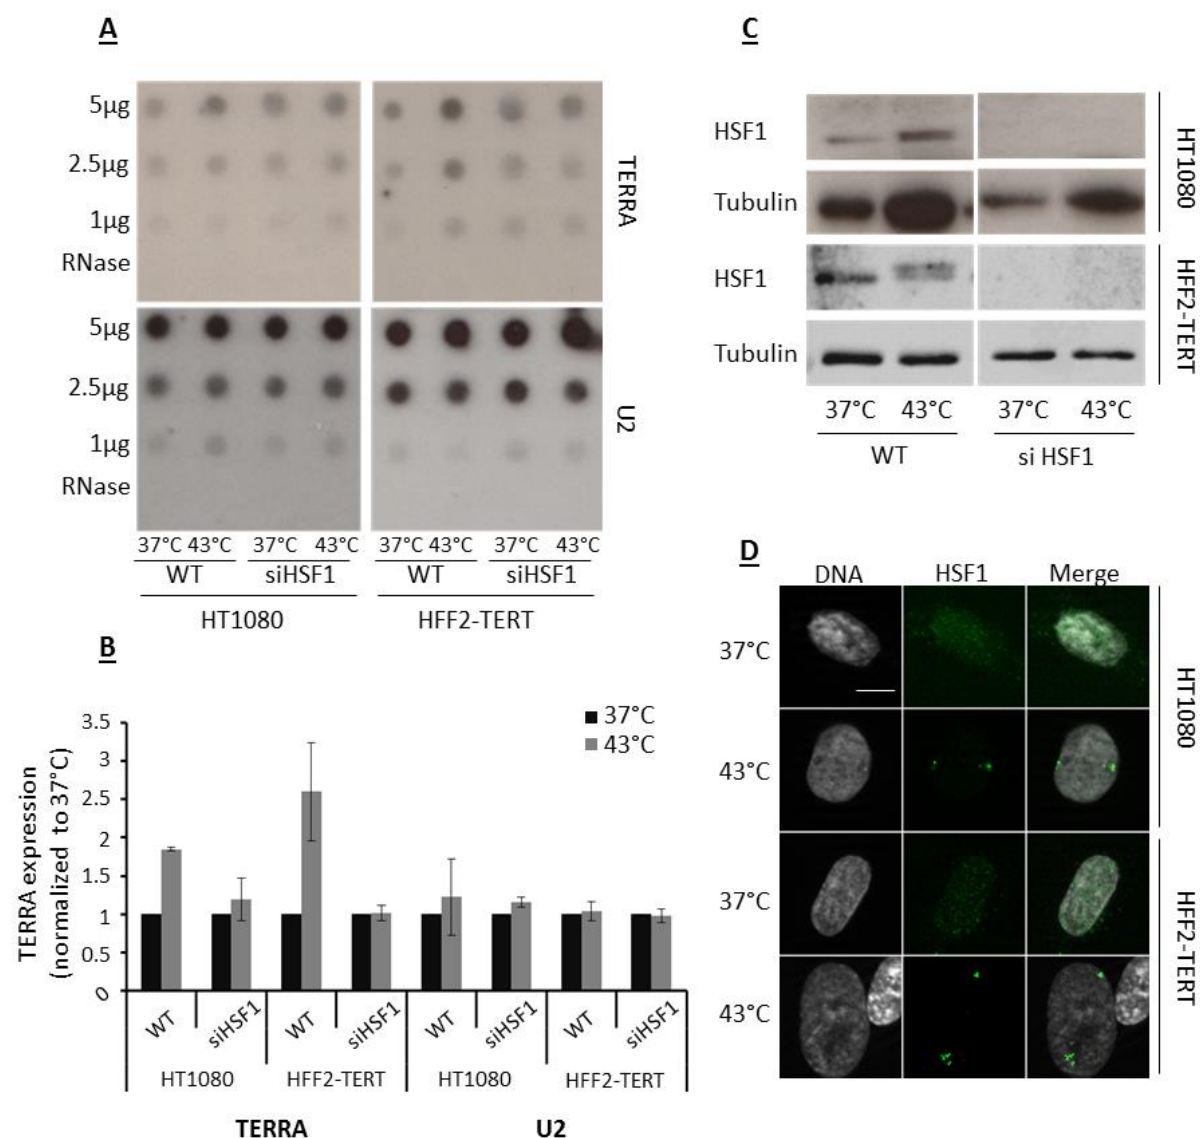 A
5µg
2.5µg
1µg
RNase
TERRA
5µg
2.5µg
1µg
RNase
U2
37°C 43°C 37°C 43°C 37°C 43°C 37°C 43°C
WT siHSF1 WT siHSF1
HT1080 HFF2-TERT
B
37°C
43°C
TERRA expression
(normalized to 37°C)
3.5
3
2.5
2
1.5
1
0.5
0
WT siHSF1 WT siHSF1 WT siHSF1 WT siHSF1
HT1080 HFF2-TERT HT1080 HFF2-TERT
TERRA U2
C
HSF1
Tubulin
HT1080
HSF1
Tubulin
HFF2-TERT
37°C 43°C 37°C 43°C
WT si HSF1
D
DNA HSF1 Merge
37°C
43°C
HT1080
37°C
43°C
HFF2-TERT